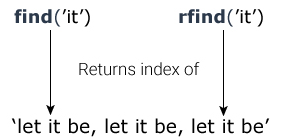 find('it') rfind('it')
Returns index of
'let it be, let it be, let it be'